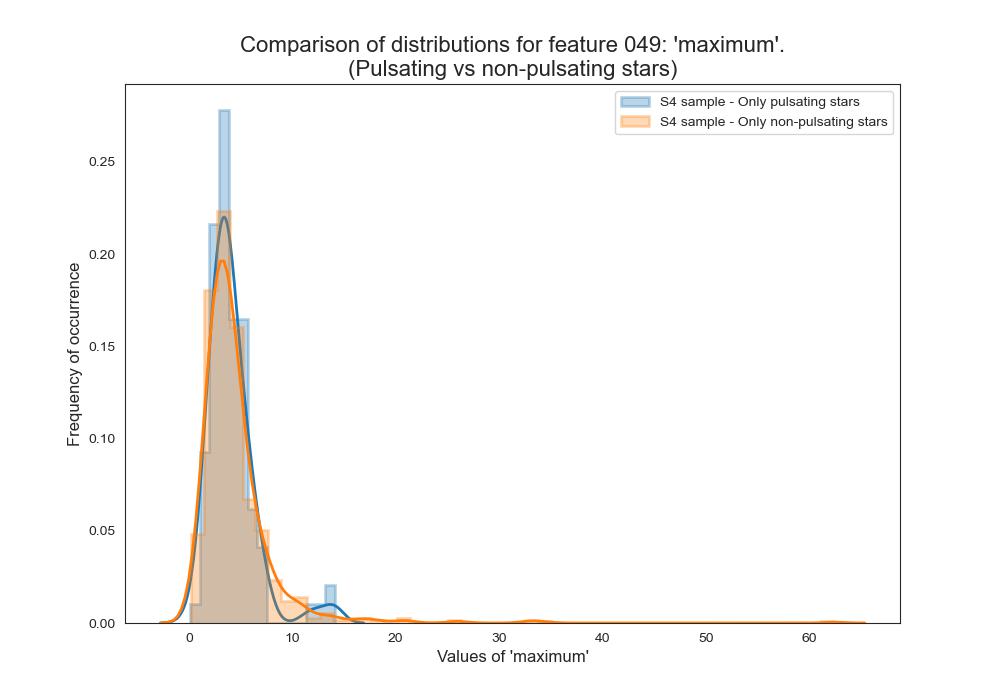 Comparison of distributions for feature 049: 'maximum'.
(Pulsating vs non-pulsating stars)
S4 sample - Only pulsating stars
S4 sample - Only non-pulsating stars
Frequency of occurrence
0.25
0.20
0.15
0.10
0.05
0.00
0 10 20 30 40 50 60
Values of 'maximum'